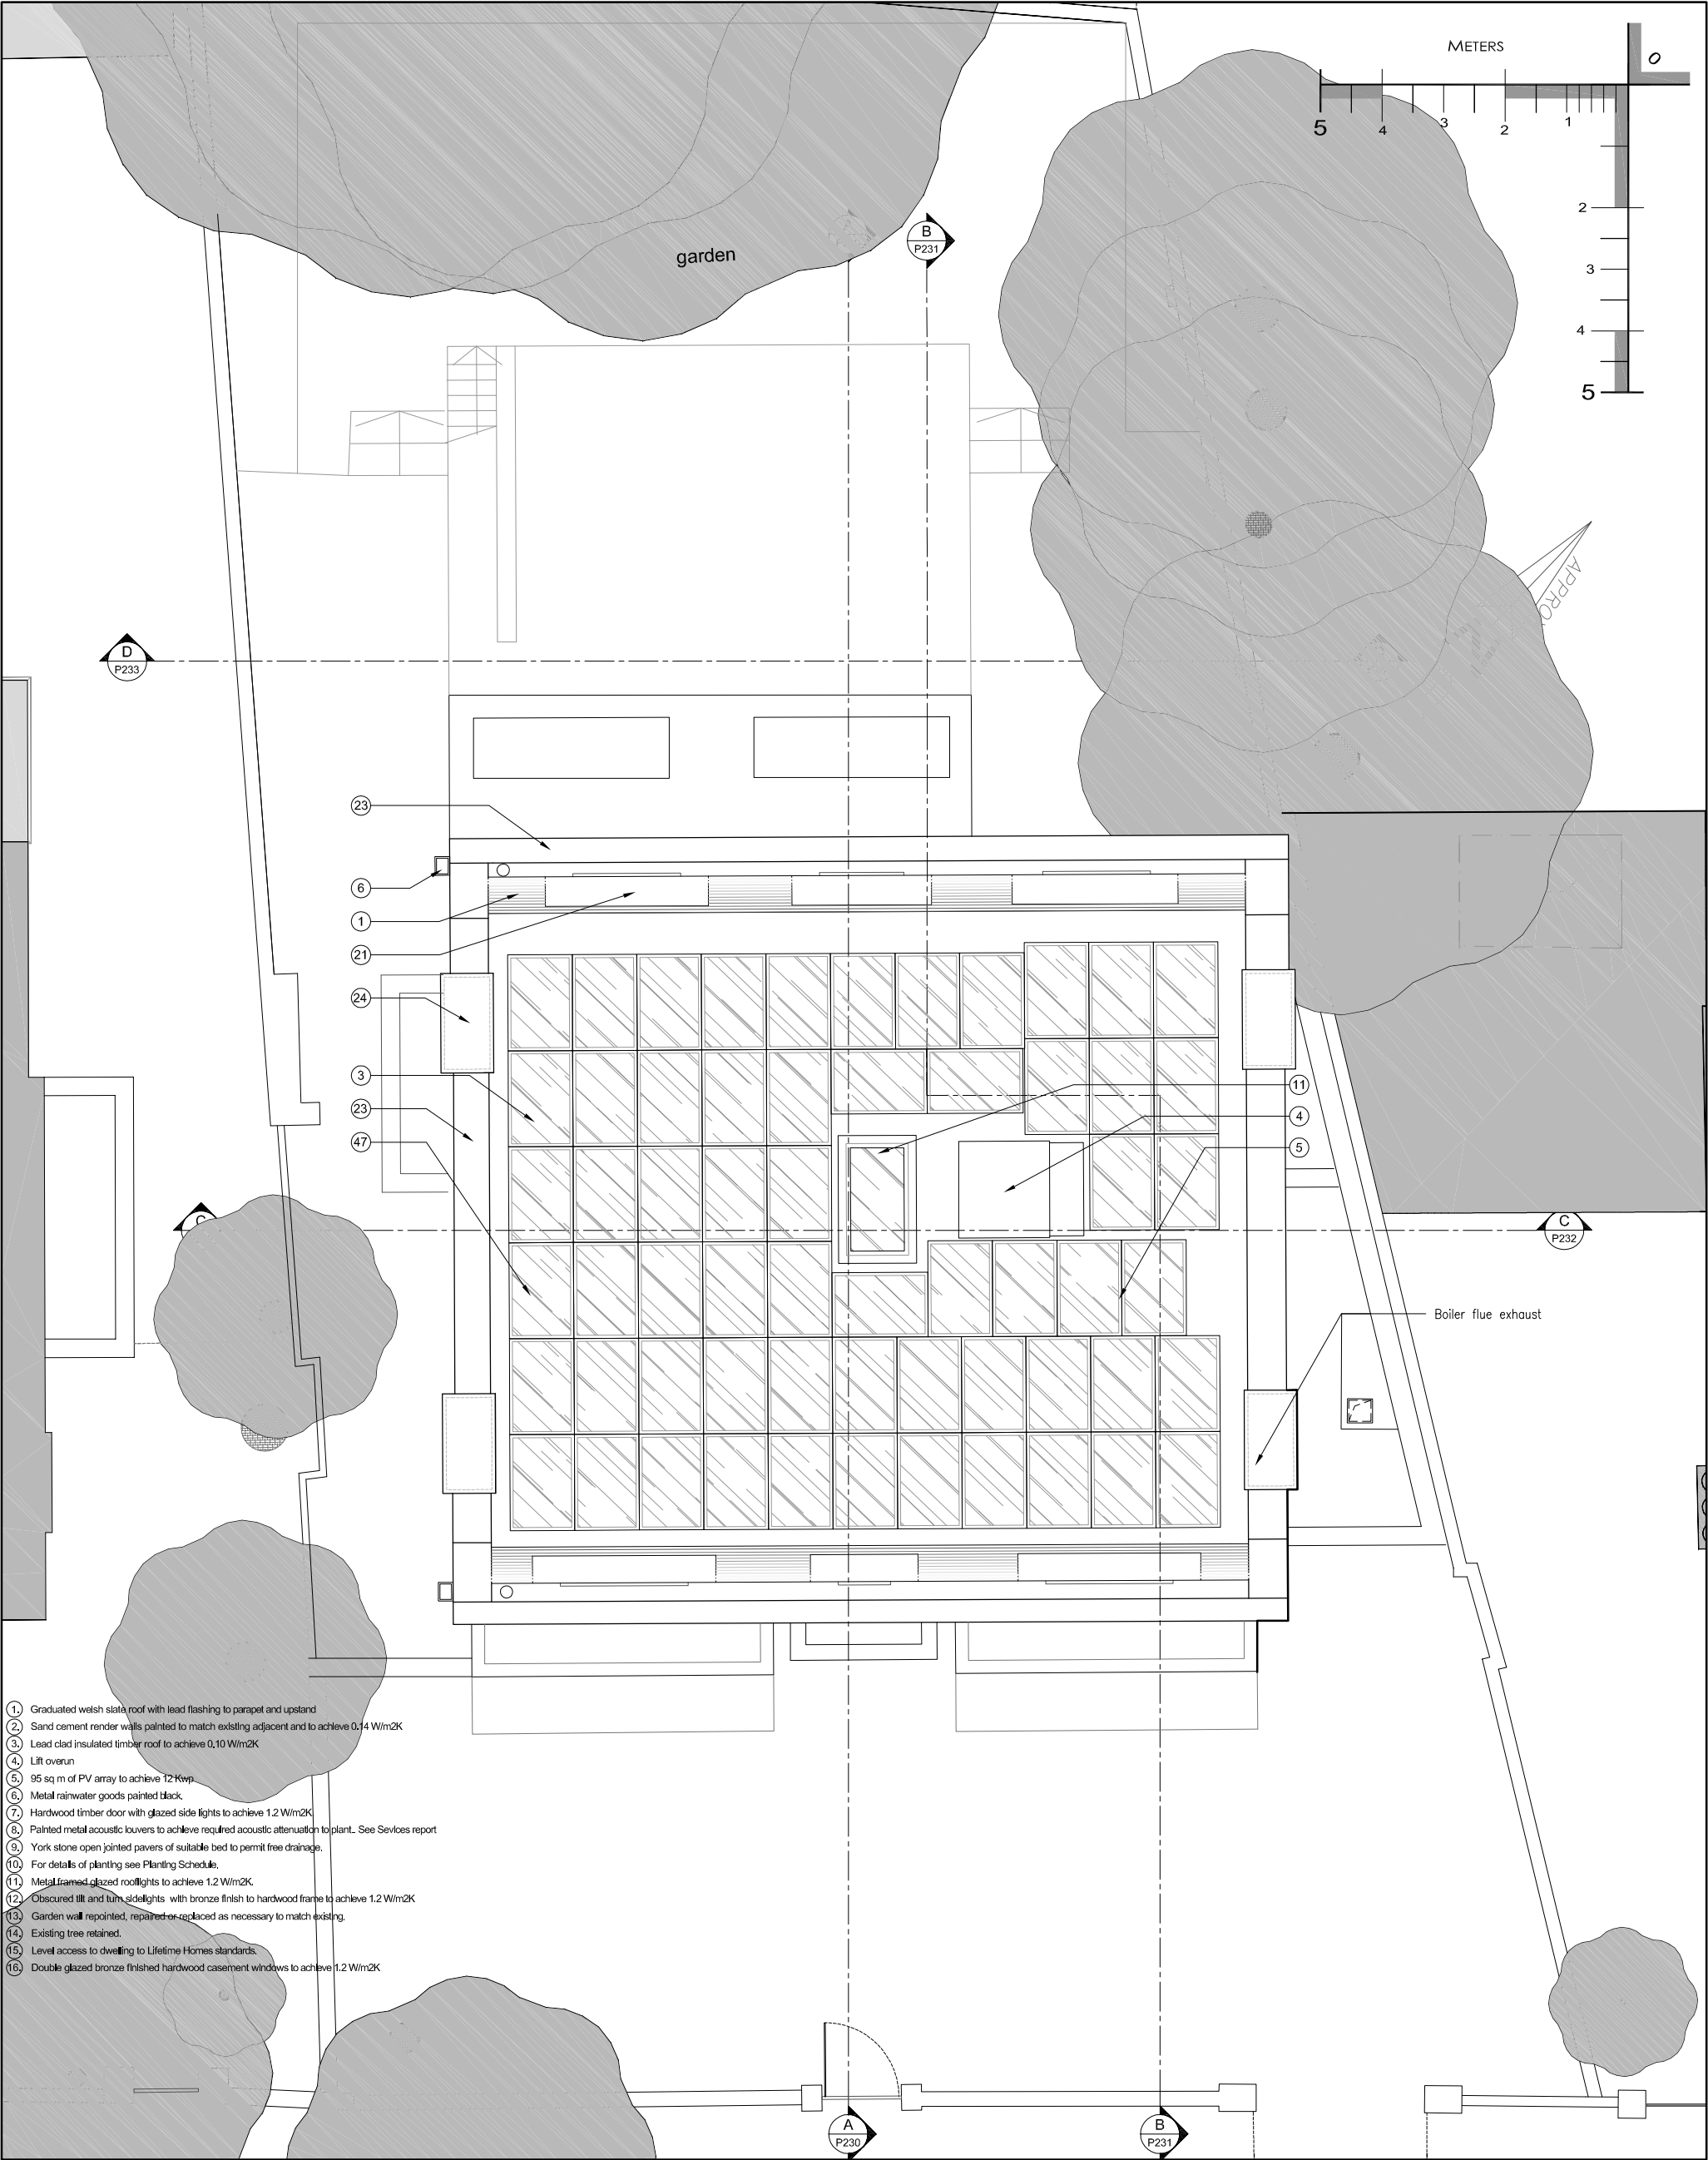 METERS
0
5
4
3
2
1
2
3
4
5
B
P231
garden
APPRO
D
P233
23
6
1
21
24
3
23
47
11
4
5
C
C
P232
Boiler flue exhaust
1. Graduated welsh slate roof with lead flashing to parapet and upstand
2. Sand cement render walls painted to match existing adjacent and to achieve 0.14 W/m2K
3. Lead clad insulated timber roof to achieve 0.10 W/m2K
4. Lift overun
5. 95 sq m of PV array to achieve 12 Kwp
6. Metal rainwater goods painted black.
7. Hardwood timber door with glazed side lights to achieve 1.2 W/m2K
8. Painted metal acoustic louvers to achieve required acoustic attenuation to plant. See Sevices report
9. York stone open jointed pavers of suitable bed to permit free drainage.
10. For details of planting see Planting Schedule.
11. Metal framed glazed rooflights to achieve 1.2 W/m2K.
12. Obscured tilt and turn sidelights with bronze finish to hardwood frame to achieve 1.2 W/m2K
13. Garden wall repointed, repaired or replaced as necessary to match existing.
14. Existing tree retained.
15. Level access to dwelling to Lifetime Homes standards.
16. Double glazed bronze finished hardwood casement windows to achieve 1.2 W/m2K
A
P230
B
P231